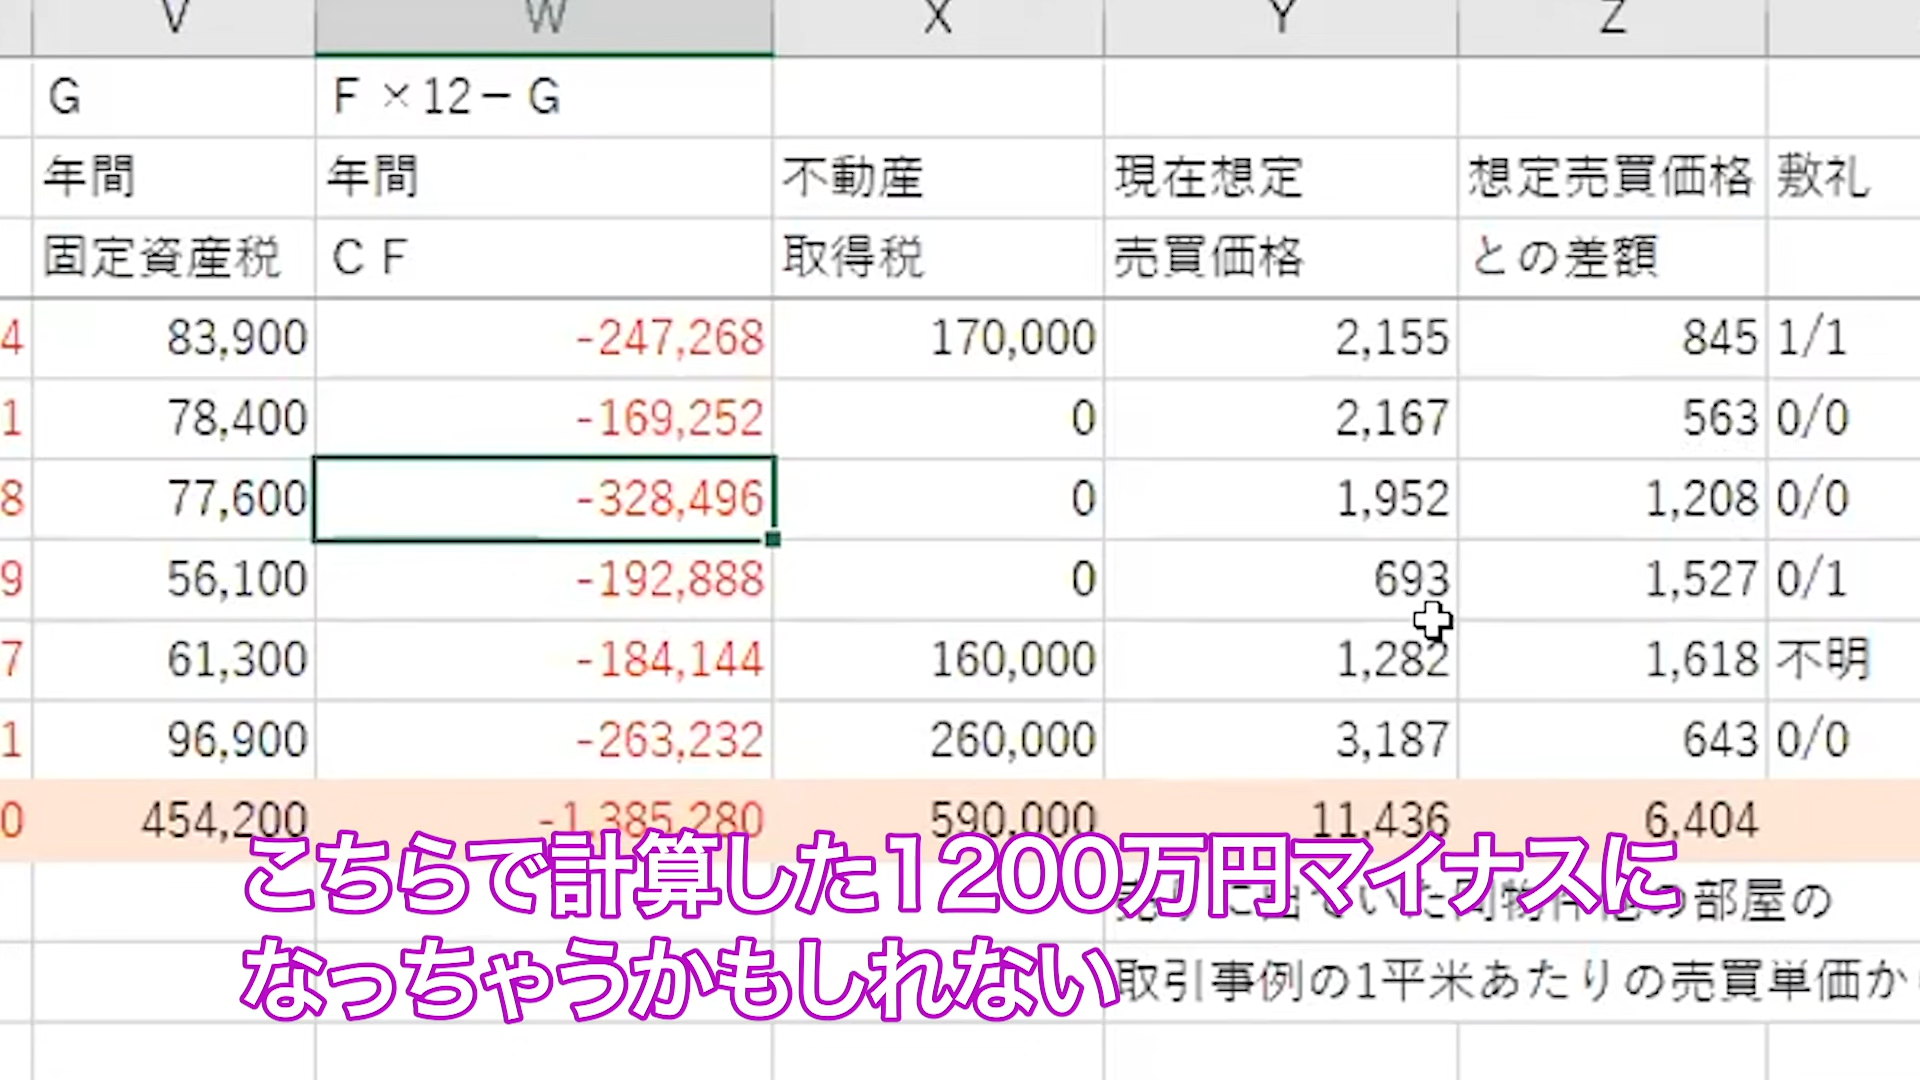 V W X Y Z
G F×12−G
年間 年間 不動産 現在想定 想定売買価格 敷礼
固定資産税 CF 取得税 売買価格 との差額
4 83,900 -247,268 170,000 2,155 845 1/1
1 78,400 -169,252 0 2,167 563 0/0
8 77,600 -328,496 0 1,952 1,208 0/0
9 56,100 -192,888 0 693 1,527 0/1
7 61,300 -184,144 160,000 1,282 1,618 不明
1 96,900 -263,232 260,000 3,187 643 0/0
0 454,200 -1,385,280 590,000 11,436 6,404
こちらで計算した1200万円マイナスに
の部屋の
なっちゃうかもしれない
取引事例の1平米あたりの売買単価か